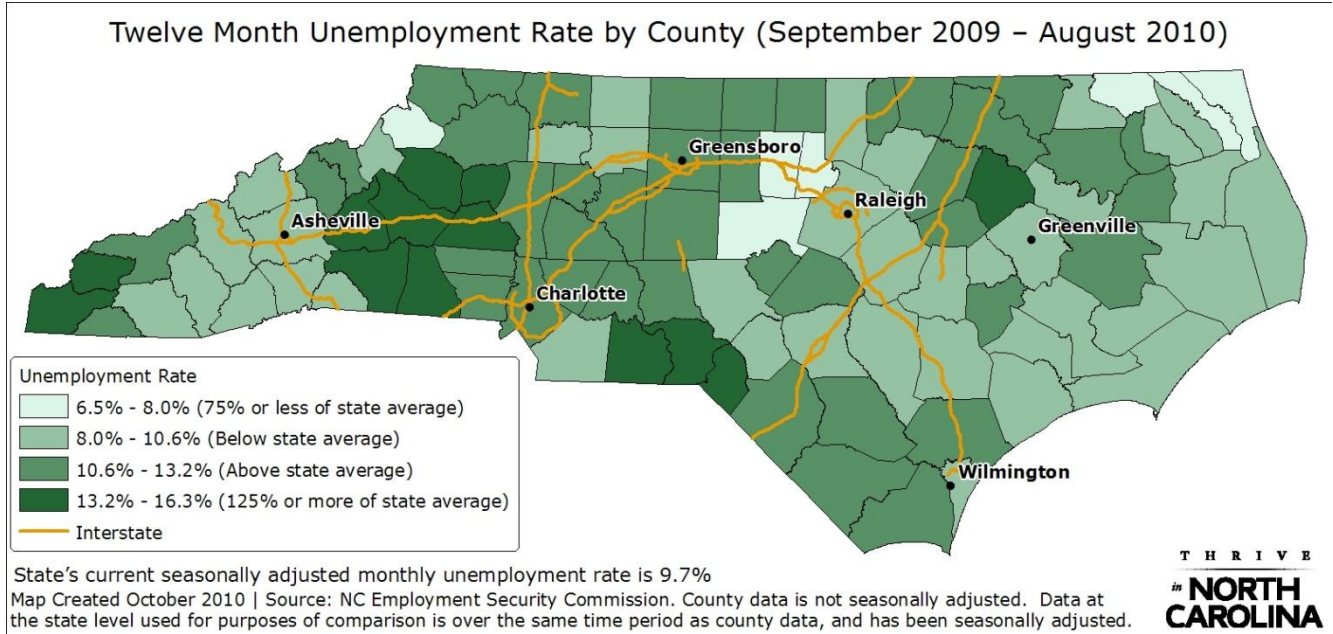 Twelve Month Unemployment Rate by County (September 2009 – August 2010)
Greensboro
Raleigh
Asheville
Greenville
Charlotte
Wilmington
Unemployment Rate
6.5% - 8.0% (75% or less of state average)
8.0% - 10.6% (Below state average)
10.6% - 13.2% (Above state average)
13.2% - 16.3% (125% or more of state average)
Interstate
State's current seasonally adjusted monthly unemployment rate is 9.7%
Map Created October 2010 | Source: NC Employment Security Commission. County data is not seasonally adjusted. Data at
the state level used for purposes of comparison is over the same time period as county data, and has been seasonally adjusted.
THRIVE
in NORTH
CAROLINA